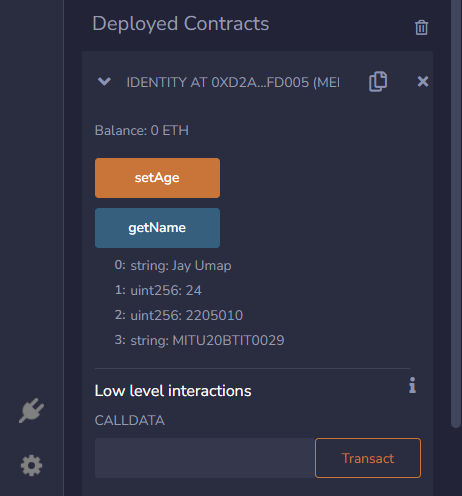 Deployed Contracts
IDENTITY AT 0XD2A...FD005 (MEI
Balance: 0 ETH
setAge
getName
0: string: Jay Umap
1: uint256: 24
2: uint256: 2205010
3: string: MITU20BTIT0029
Low level interactions
CALLDATA
Transact